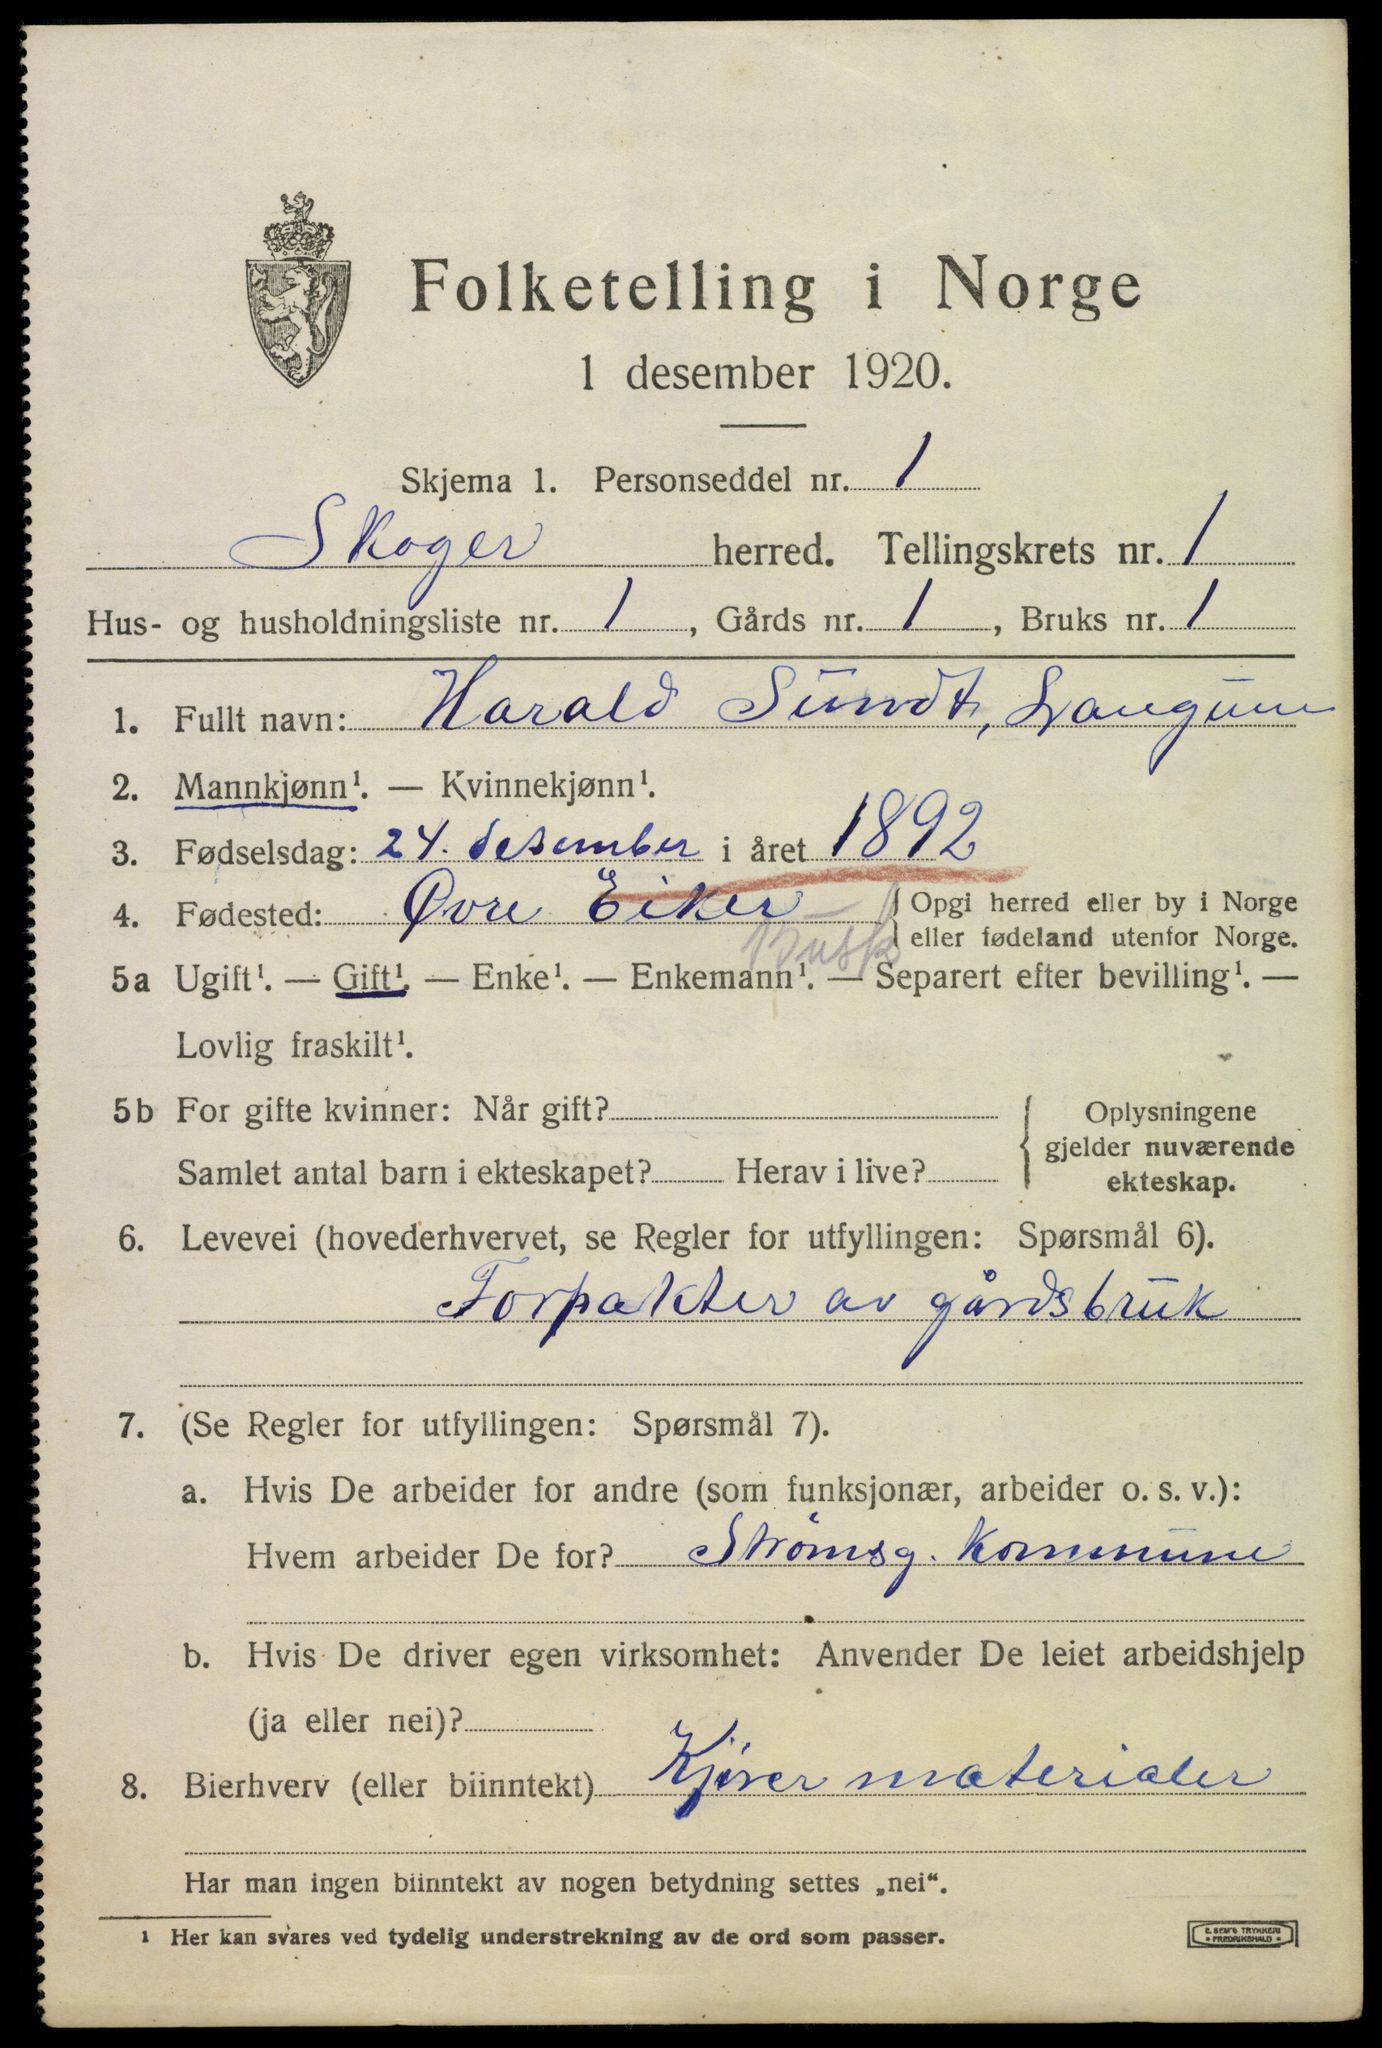 Folketelling i Norge
1 desember 1920.
Skjema 1. Personseddel nr. 1
Skoger herred. Tellingskrets nr. 1
Hus- og husholdningsliste nr. 1, Gårds nr. 1, Bruks nr. 1
1. Fullt navn: Harald Sundt, Langum
2. Mannkjønn¹. — Kvinnekjønn¹.
3. Fødselsdag: 24. desember i året 1892
4. Fødested: Øvre Eiker — Opgi herred eller by i Norge
eller fødeland utenfor Norge.
Busk
5a Ugift¹. — Gift¹. — Enke¹. — Enkemann¹. — Separert efter bevilling¹. —
Lovlig fraskilt¹.
5b For gifte kvinner: Når gift? Oplysningene
gjelder nuværende
Samlet antal barn i ekteskapet? Herav i live? ekteskap.
6. Levevei (hovederhvervet, se Regler for utfyllingen: Spørsmål 6).
Forpakter av gårdsbruk
7. (Se Regler for utfyllingen: Spørsmål 7).
a. Hvis De arbeider for andre (som funksjonær, arbeider o. s. v.):
Hvem arbeider De for? Strømsg. Kommune
b. Hvis De driver egen virksomhet: Anvender De leiet arbeidshjelp
(ja eller nei)?
8. Bierhverv (eller biinntekt) Kjører materialer
Har man ingen biinntekt av nogen betydning settes „nei“.
¹ Her kan svares ved tydelig understrekning av de ord som passer.
E. SEM'S TRYKKERI
FREDRIKSHALD